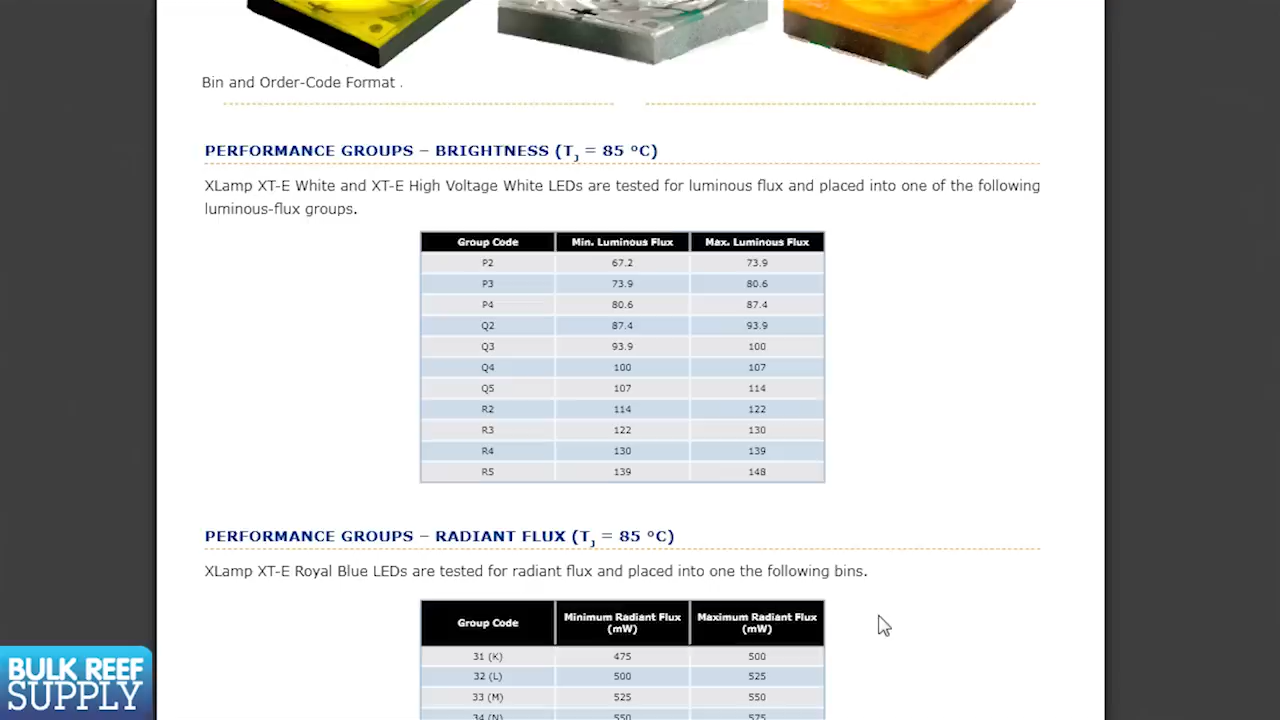 Bin and Order-Code Format .
PERFORMANCE GROUPS – BRIGHTNESS (TJ = 85 °C)
XLamp XT-E White and XT-E High Voltage White LEDs are tested for luminous flux and placed into one of the following
luminous-flux groups.
Group Code Min. Luminous Flux Max. Luminous Flux
P2 67.2 73.9
P3 73.9 80.6
P4 80.6 87.4
Q2 87.4 93.9
Q3 93.9 100
Q4 100 107
Q5 107 114
R2 114 122
R3 122 130
R4 130 139
R5 139 148
PERFORMANCE GROUPS – RADIANT FLUX (TJ = 85 °C)
XLamp XT-E Royal Blue LEDs are tested for radiant flux and placed into one the following bins.
Group Code Minimum Radiant Flux (mW) Maximum Radiant Flux (mW)
31 (K) 475 500
32 (L) 500 525
33 (M) 525 550
34 (N) 550 575
BULK REEF
SUPPLY